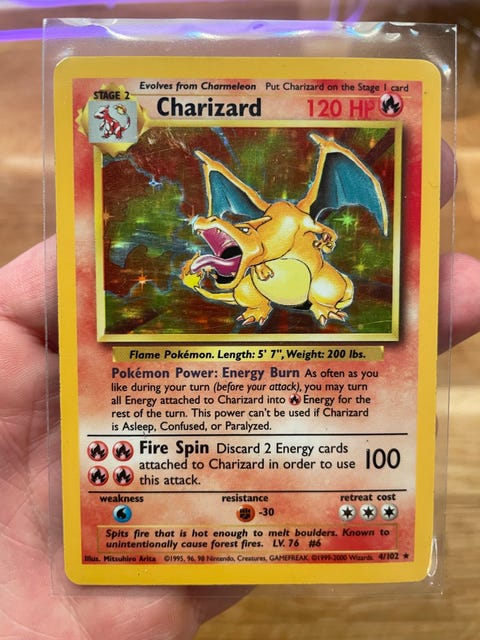 Evolves from Charmeleon Put Charizard on the Stage 1 card
STAGE 2
Charizard 120 HP
Flame Pokémon. Length: 5' 7", Weight: 200 lbs.
Pokémon Power: Energy Burn As often as you
like during your turn (before your attack), you may turn
all Energy attached to Charizard into Energy for the
rest of the turn. This power can't be used if Charizard
is Asleep, Confused, or Paralyzed.
Fire Spin Discard 2 Energy cards
attached to Charizard in order to use 100
this attack.
weakness resistance retreat cost
-30
Spits fire that is hot enough to melt boulders. Known to
unintentionally cause forest fires. LV. 76 #6
Illus. Mitsuhiro Arita ©1995, 96, 98 Nintendo, Creatures, GAMEFREAK. ©1999-2000 Wizards. 4/102 ★